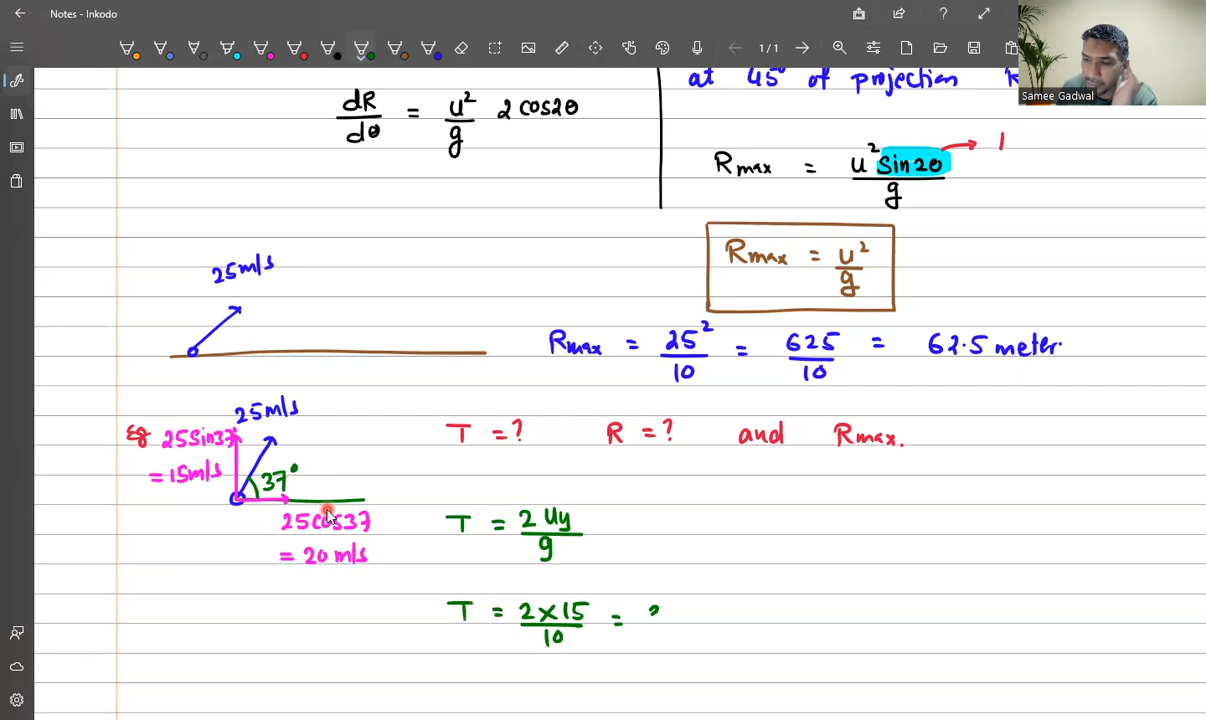 Notes - Inkodo
1 / 1
Samee Gadwal
at 45° of projection
dR/dθ = u²/g 2 cos2θ
Rmax = u² Sin2θ/g → 1
Rmax = u²/g
25m/s
Rmax = 25²/10 = 625/10 = 62.5 meter.
Eg 25Sin37 = 15m/s
25m/s
37°
25cos37 = 20 m/s
T = ? R = ? and Rmax.
T = 2 Uy/g
T = 2 × 15/10 =